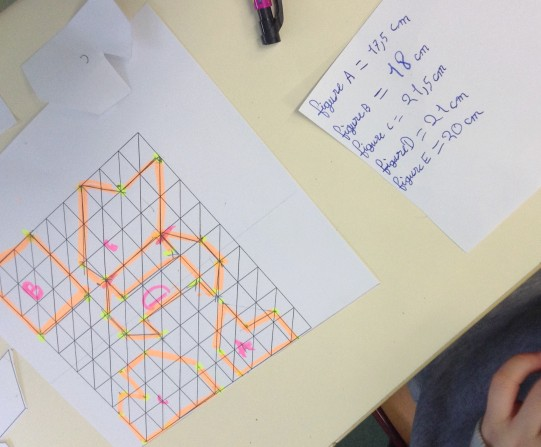 figure A = 17,5 cm
figure B = 18 cm
figure C = 21,5 cm
figure D = 21 cm
figure E = 20 cm
C
B
A